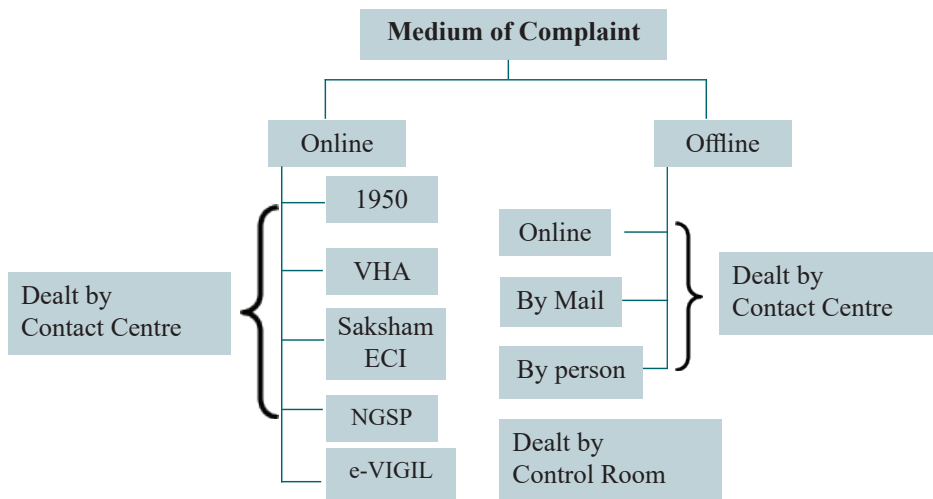 Medium of Complaint
Online
Offline
1950
VHA
Saksham
ECI
NGSP
e-VIGIL
Dealt by
Contact Centre
Online
By Mail
By person
Dealt by
Contact Centre
Dealt by
Control Room